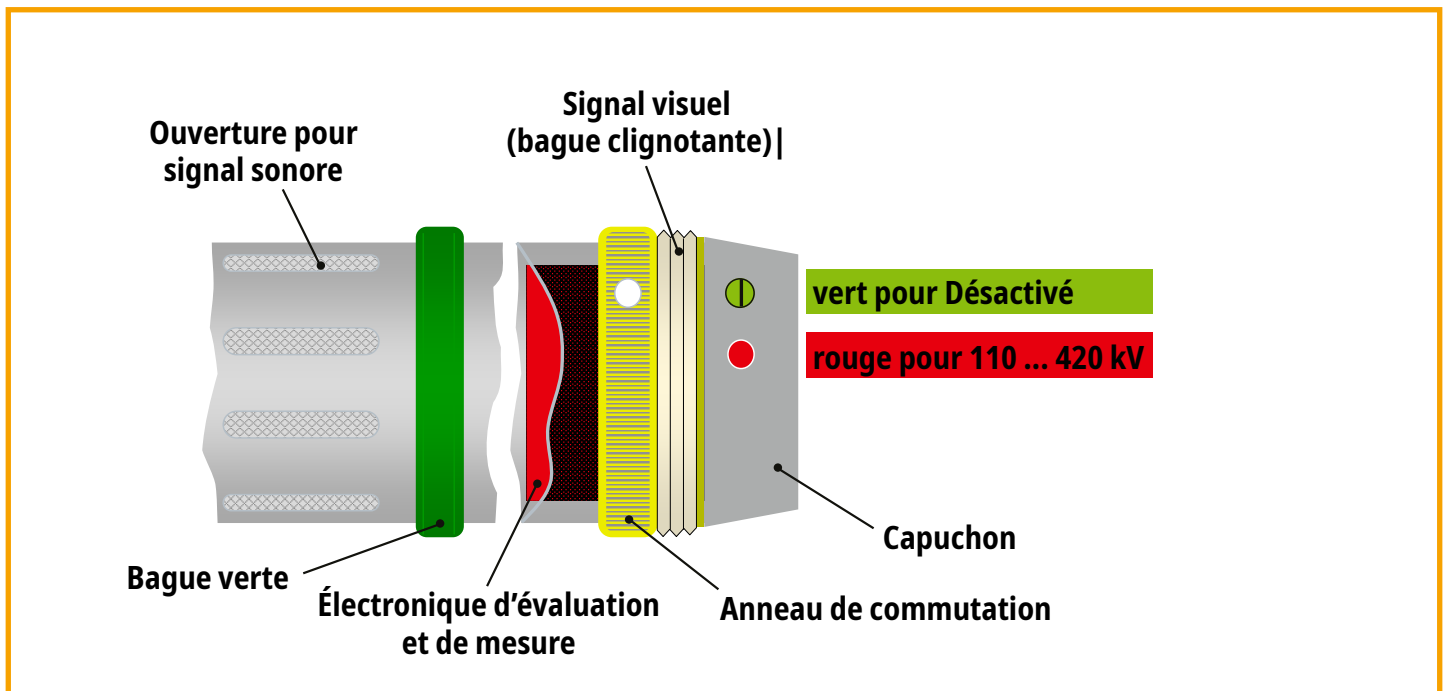 Signal visuel
(bague clignotante)|
Ouverture pour
signal sonore
vert pour Désactivé
rouge pour 110 ... 420 kV
Capuchon
Bague verte
Électronique d’évaluation
et de mesure
Anneau de commutation